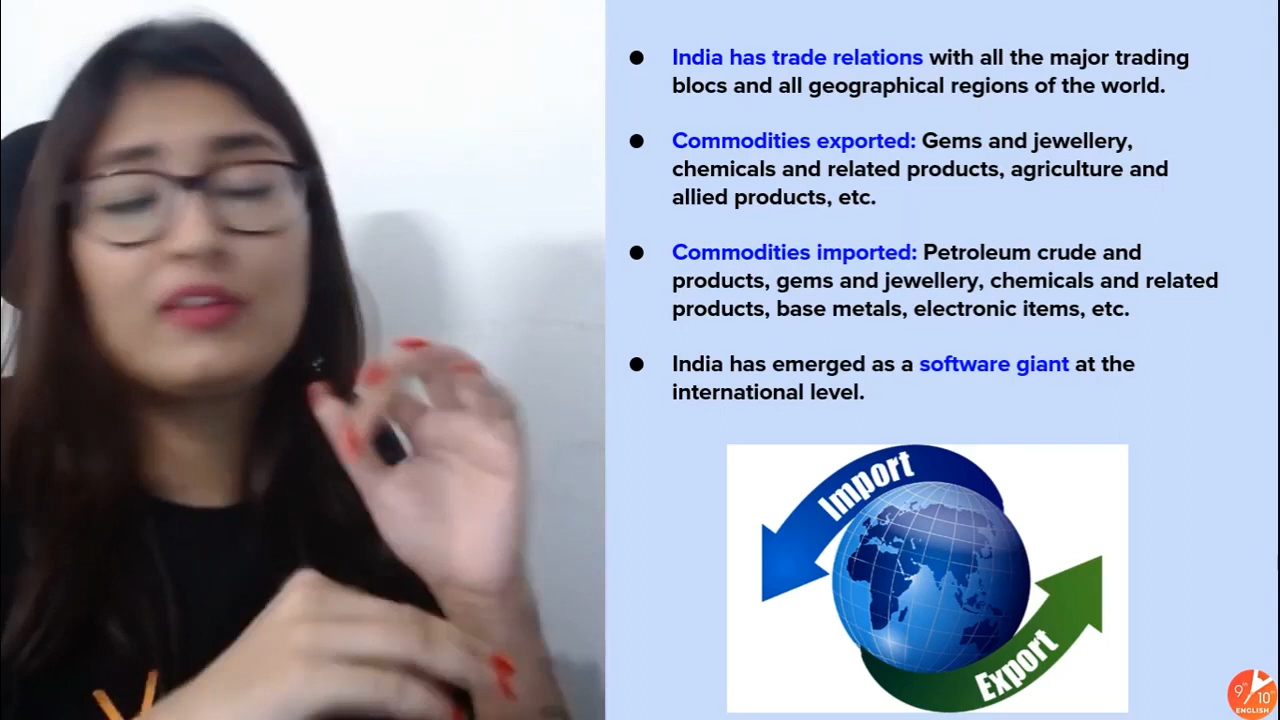 India has trade relations with all the major trading
blocs and all geographical regions of the world.
Commodities exported: Gems and jewellery,
chemicals and related products, agriculture and
allied products, etc.
Commodities imported: Petroleum crude and
products, gems and jewellery, chemicals and related
products, base metals, electronic items, etc.
India has emerged as a software giant at the
international level.
Import
Export
9th
10th
ENGLISH